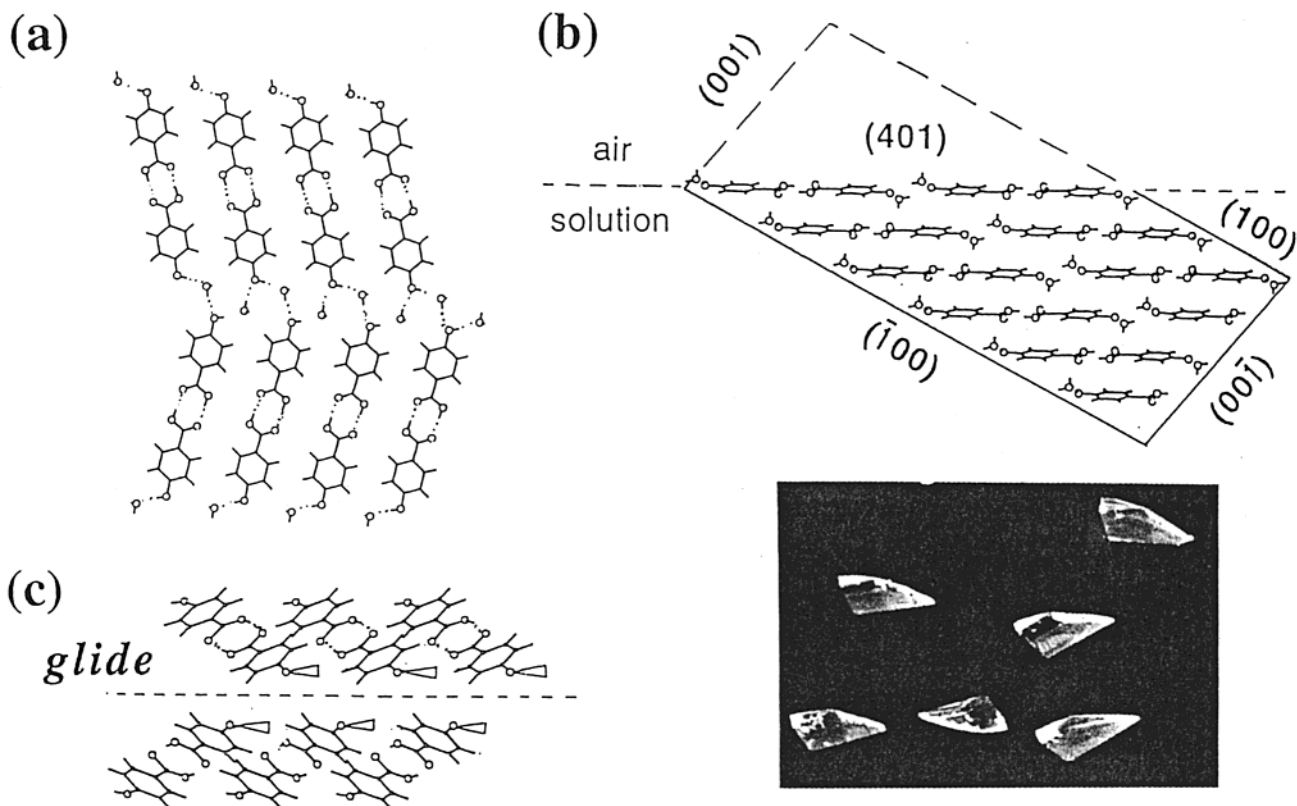 (a)
(b)
(001)
air
(401)
solution
(100)
(1̄00)
(001̄)
(c)
glide